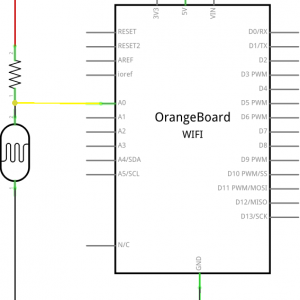 3V3 5V VIN
RESET D0/RX
RESET2 D1/TX
AREF D2
ioref D3 PWM
D4
A0 D5 PWM
A1 D6 PWM
OrangeBoard
A2 D7
WIFI
A3 D8
A4/SDA D9 PWM
A5/SCL D10 PWM/SS
D11 PWM/MOSI
D12/MISO
D13/SCK
N/C
GND